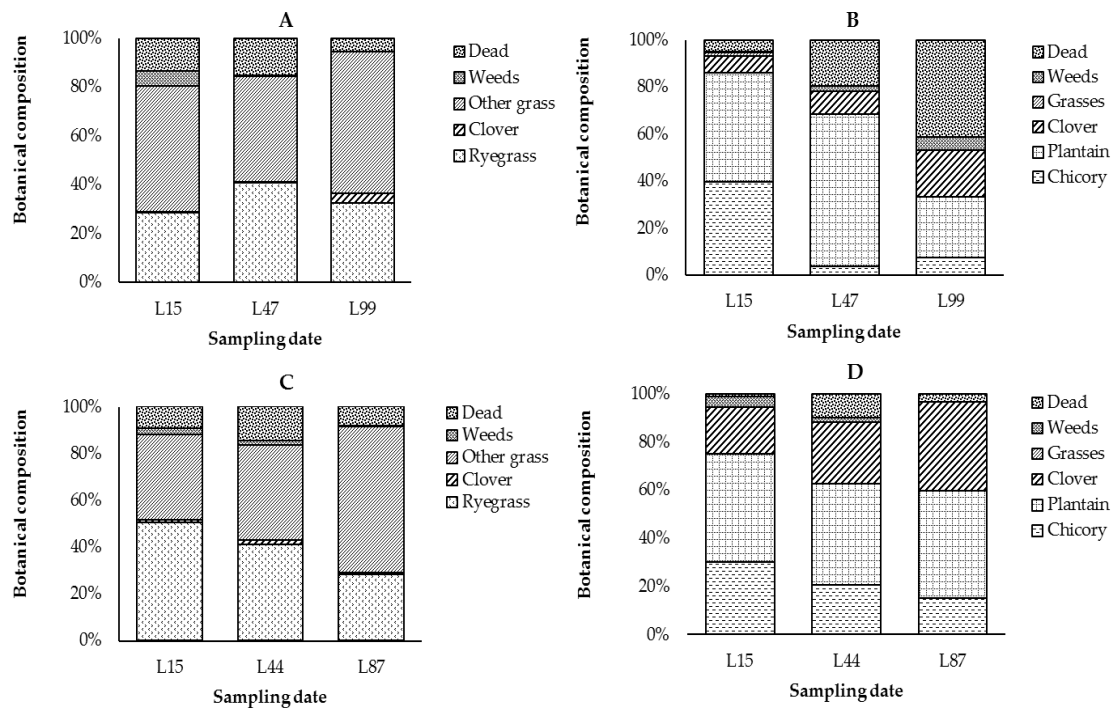 A
Botanical composition
100%
80%
60%
40%
20%
0%
L15 L47 L99
Sampling date
Dead
Weeds
Other grass
Clover
Ryegrass
B
Botanical composition
100%
80%
60%
40%
20%
0%
L15 L47 L99
Sampling date
Dead
Weeds
Grasses
Clover
Plantain
Chicory
C
Botanical composition
100%
80%
60%
40%
20%
0%
L15 L44 L87
Sampling date
Dead
Weeds
Other grass
Clover
Ryegrass
D
Botanical composition
100%
80%
60%
40%
20%
0%
L15 L44 L87
Sampling date
Dead
Weeds
Grasses
Clover
Plantain
Chicory